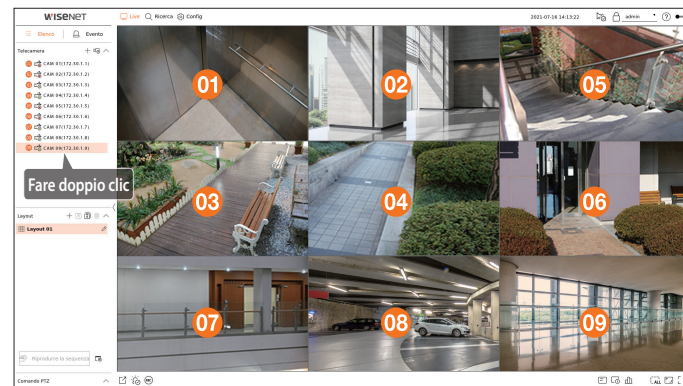 WISENET
Live Ricerca Config
2021-07-16 14:13:22
admin
Elenco
Evento
Telecamera
CAM 01(172.30.1.1)
CAM 02(172.30.1.2)
CAM 03(172.30.1.3)
CAM 04(172.30.1.4)
CAM 05(172.30.1.5)
CAM 06(172.30.1.6)
CAM 07(172.30.1.7)
CAM 08(172.30.1.8)
CAM 09(172.30.1.9)
Fare doppio clic
Layout
Layout 01
Riprodurre la sequenza
Comando PTZ
01
02
05
03
04
06
07
08
09
REC
ALL